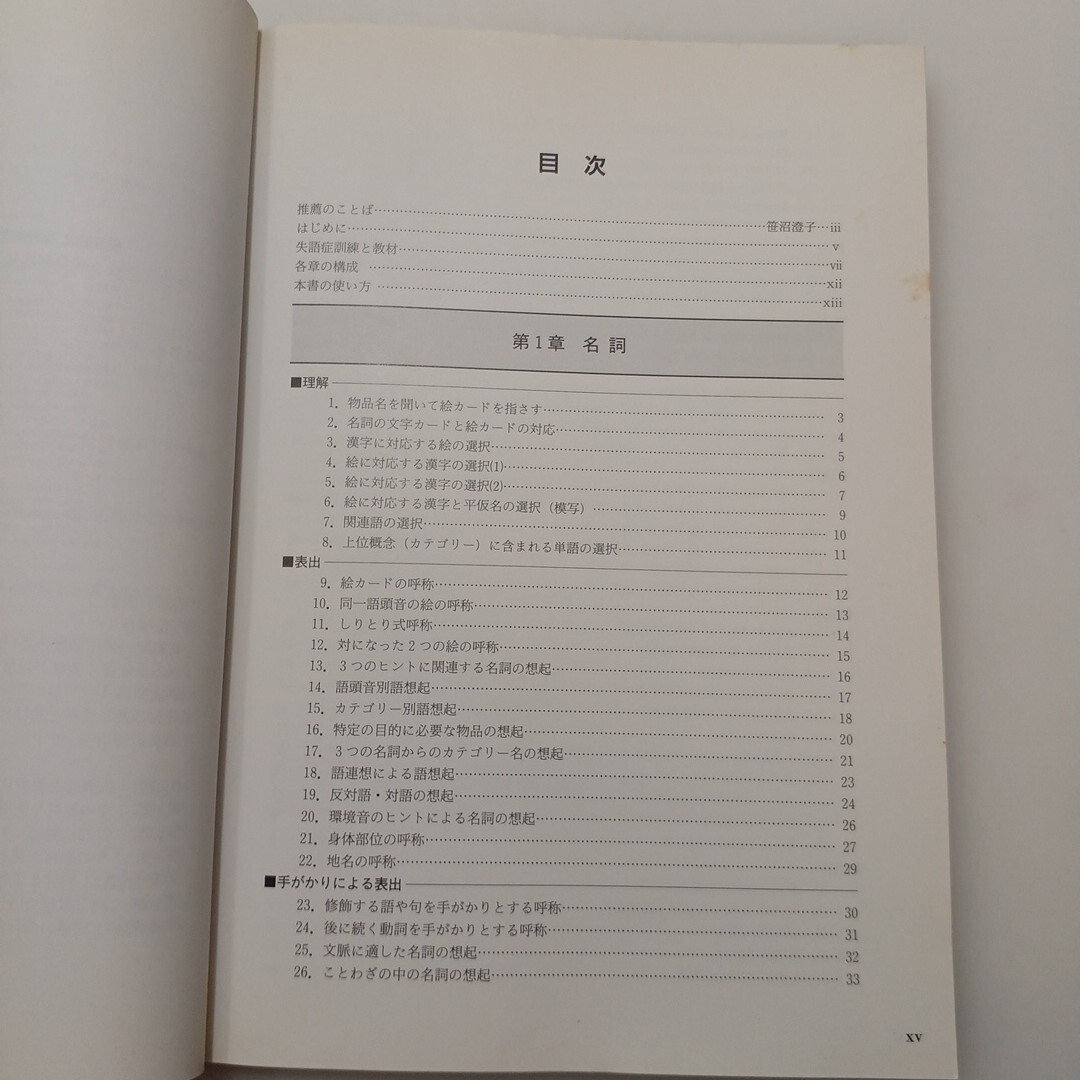 目 次
推薦のことば……笹沼澄子…iii
はじめに……v
失語症訓練と教材……vii
各章の構成……xii
本書の使い方……xiii
第1章 名詞
■理解
1. 物品名を聞いて絵カードを指さす……3
2. 名詞の文字カードと絵カードの対応……4
3. 漢字に対応する絵の選択……5
4. 絵に対応する漢字の選択(1)……6
5. 絵に対応する漢字の選択(2)……7
6. 絵に対応する漢字と平仮名の選択（模写）……9
7. 関連語の選択……10
8. 上位概念（カテゴリー）に含まれる単語の選択……11
■表出
9. 絵カードの呼称……12
10. 同一語頭音の絵の呼称……13
11. しりとり式呼称……14
12. 対になった2つの絵の呼称……15
13. 3つのヒントに関連する名詞の想起……16
14. 語頭音別語想起……17
15. カテゴリー別語想起……18
16. 特定の目的に必要な物品の想起……20
17. 3つの名詞からのカテゴリー名の想起……21
18. 語連想による語想起……23
19. 反対語・対語の想起……24
20. 環境音のヒントによる名詞の想起……26
21. 身体部位の呼称……27
22. 地名の呼称……29
■手がかりによる表出
23. 修飾する語や句を手がかりとする呼称……30
24. 後に続く動詞を手がかりとする呼称……31
25. 文脈に適した名詞の想起……32
26. ことわざの中の名詞の想起……33
xv